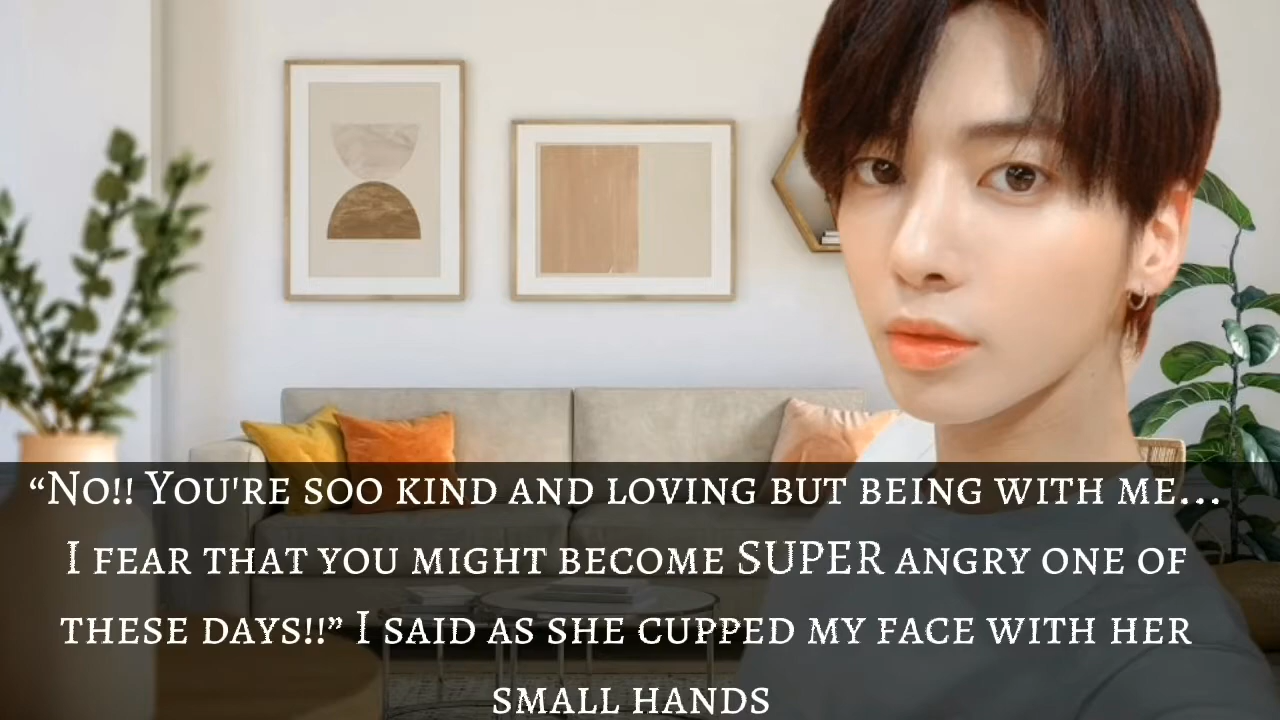 “No!! You're soo kind and loving but being with me...
I fear that you might become SUPER angry one of
these days!!” I said as she cupped my face with her
small hands